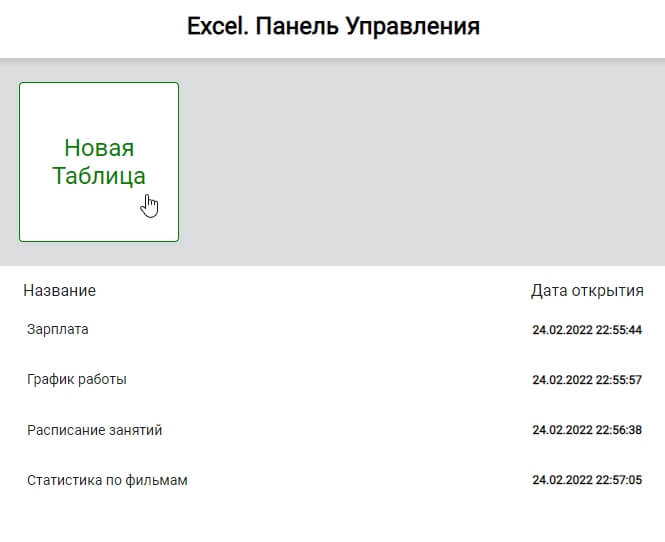 Excel. Панель Управления
Новая
Таблица
Название Дата открытия
Зарплата 24.02.2022 22:55:44
График работы 24.02.2022 22:55:57
Расписание занятий 24.02.2022 22:56:38
Статистика по фильмам 24.02.2022 22:57:05